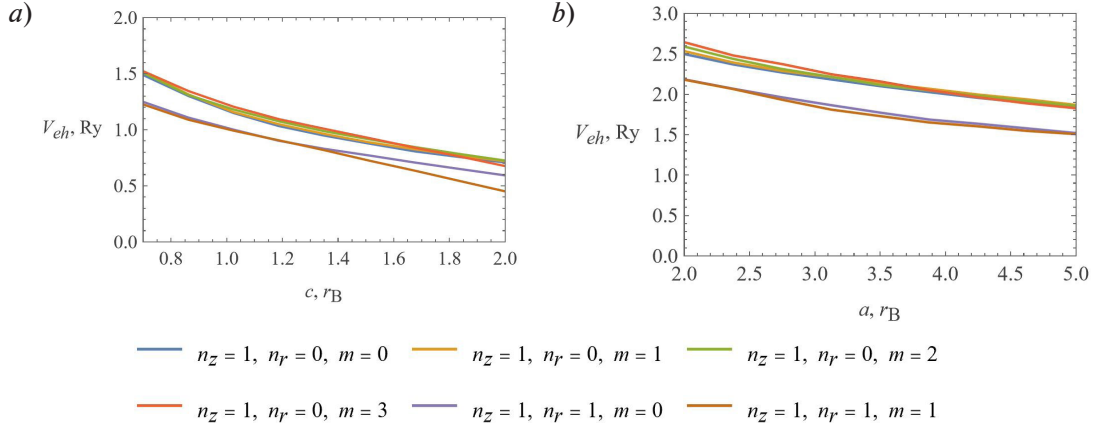 a)
2.0
1.5
V_eh, Ry 1.0
0.5
0.0
0.8 1.0 1.2 1.4 1.6 1.8 2.0
c, r_B
b)
3.0
2.5
2.0
V_eh, Ry 1.5
1.0
0.5
0.0
2.0 2.5 3.0 3.5 4.0 4.5 5.0
a, r_B
n_z = 1, n_r = 0, m = 0 n_z = 1, n_r = 0, m = 1 n_z = 1, n_r = 0, m = 2
n_z = 1, n_r = 0, m = 3 n_z = 1, n_r = 1, m = 0 n_z = 1, n_r = 1, m = 1